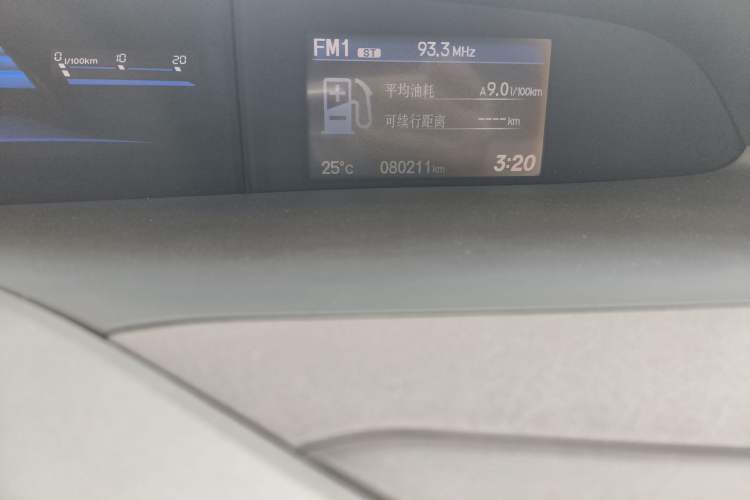 0 l/100km 10 20
FM1 ST 93.3 MHz
平均油耗 A9.0 l/100km
可续行距离 ---- km
25°c 080211 km 3:20